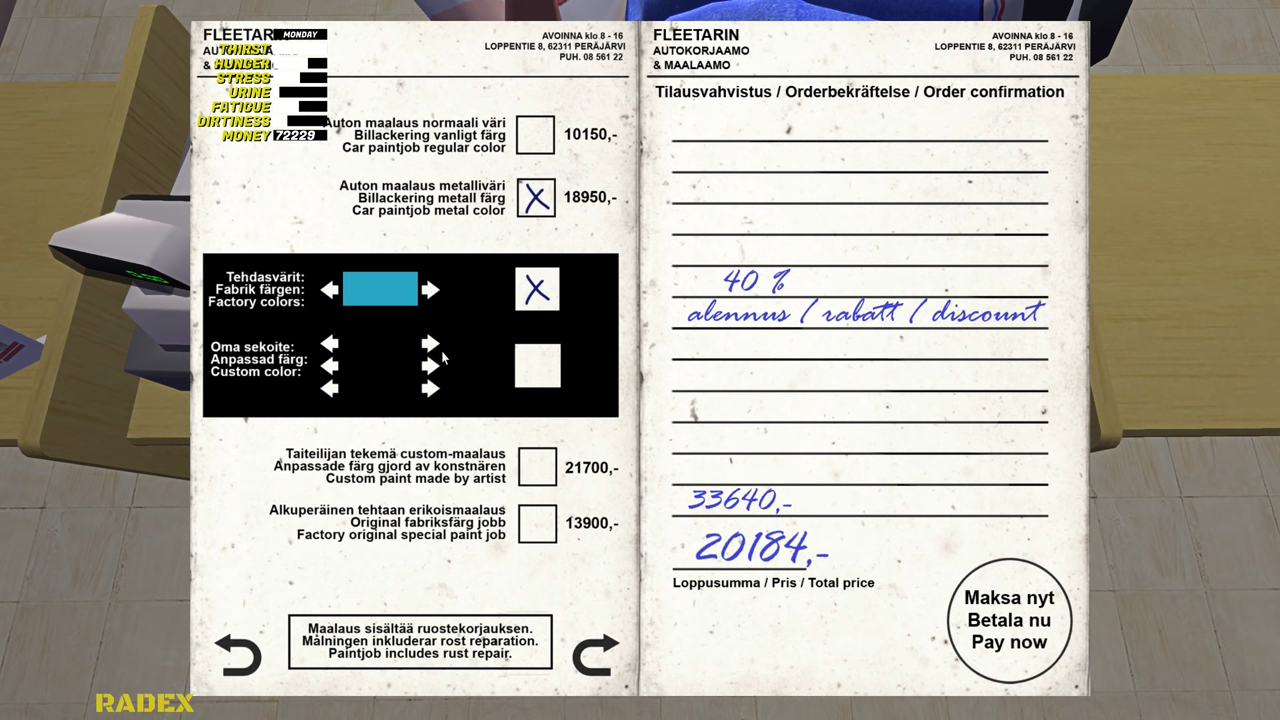 FLEETARIN
AVOINNA klo 8 - 16
LOPPENTIE 8, 62311 PERÄJÄRVI
PUH. 08 561 22
&
MONDAY
THIRST
HUNGER
STRESS
URINE
FATIGUE
DIRTINESS
MONEY 72229
Auton maalaus normaali väri
Billackering vanligt färg
Car paintjob regular color
10150,-
Auton maalaus metalliväri
Billackering metall färg
Car paintjob metal color
X
18950,-
Tehdasvärit:
Fabrik färgen:
Factory colors:
X
Oma sekoite:
Anpassad färg:
Custom color:
Taiteilijan tekemä custom-maalaus
Anpassade färg gjord av konstnären
Custom paint made by artist
21700,-
Alkuperäinen tehtaan erikoismaalaus
Original fabriksfärg jobb
Factory original special paint job
13900,-
Maalaus sisältää ruostekorjauksen.
Målningen inkluderar rost reparation.
Paintjob includes rust repair.
RADEX
FLEETARIN
AUTOKORJAAMO
& MAALAAMO
AVOINNA klo 8 - 16
LOPPENTIE 8, 62311 PERÄJÄRVI
PUH. 08 561 22
Tilausvahvistus / Orderbekräftelse / Order confirmation
40 %
alennus / rabatt / discount
33640,-
20184,-
Loppusumma / Pris / Total price
Maksa nyt
Betala nu
Pay now